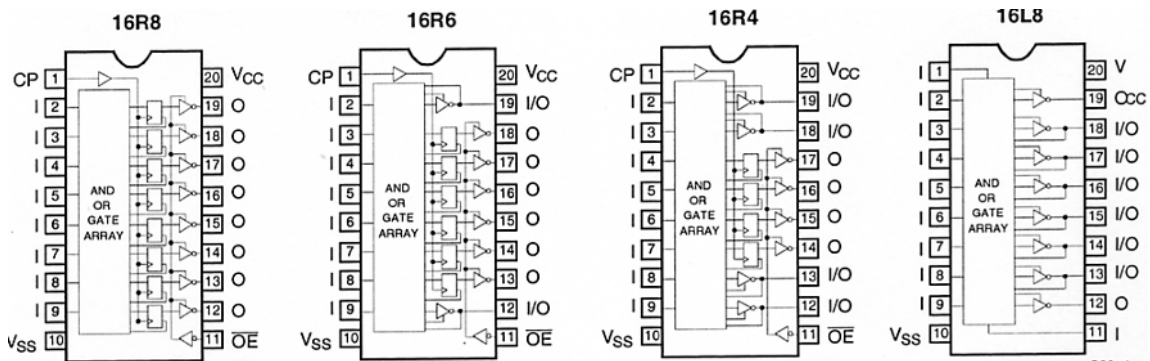 16R8
CP 1 20 VCC
I 2 19 O
I 3 18 O
I 4 17 O
I 5 16 O
I 6 15 O
I 7 14 O
I 8 13 O
I 9 12 O
VSS 10 11 OE
AND
OR
GATE
ARRAY
16R6
CP 1 20 VCC
I 2 19 I/O
I 3 18 O
I 4 17 O
I 5 16 O
I 6 15 O
I 7 14 O
I 8 13 O
I 9 12 I/O
VSS 10 11 OE
AND
OR
GATE
ARRAY
16R4
CP 1 20 VCC
I 2 19 I/O
I 3 18 I/O
I 4 17 O
I 5 16 O
I 6 15 O
I 7 14 O
I 8 13 I/O
I 9 12 I/O
VSS 10 11 OE
AND
OR
GATE
ARRAY
16L8
I 1 20 V
I 2 19 OCC
I 3 18 I/O
I 4 17 I/O
I 5 16 I/O
I 6 15 I/O
I 7 14 I/O
I 8 13 I/O
I 9 12 O
VSS 10 11 I
AND
OR
GATE
ARRAY